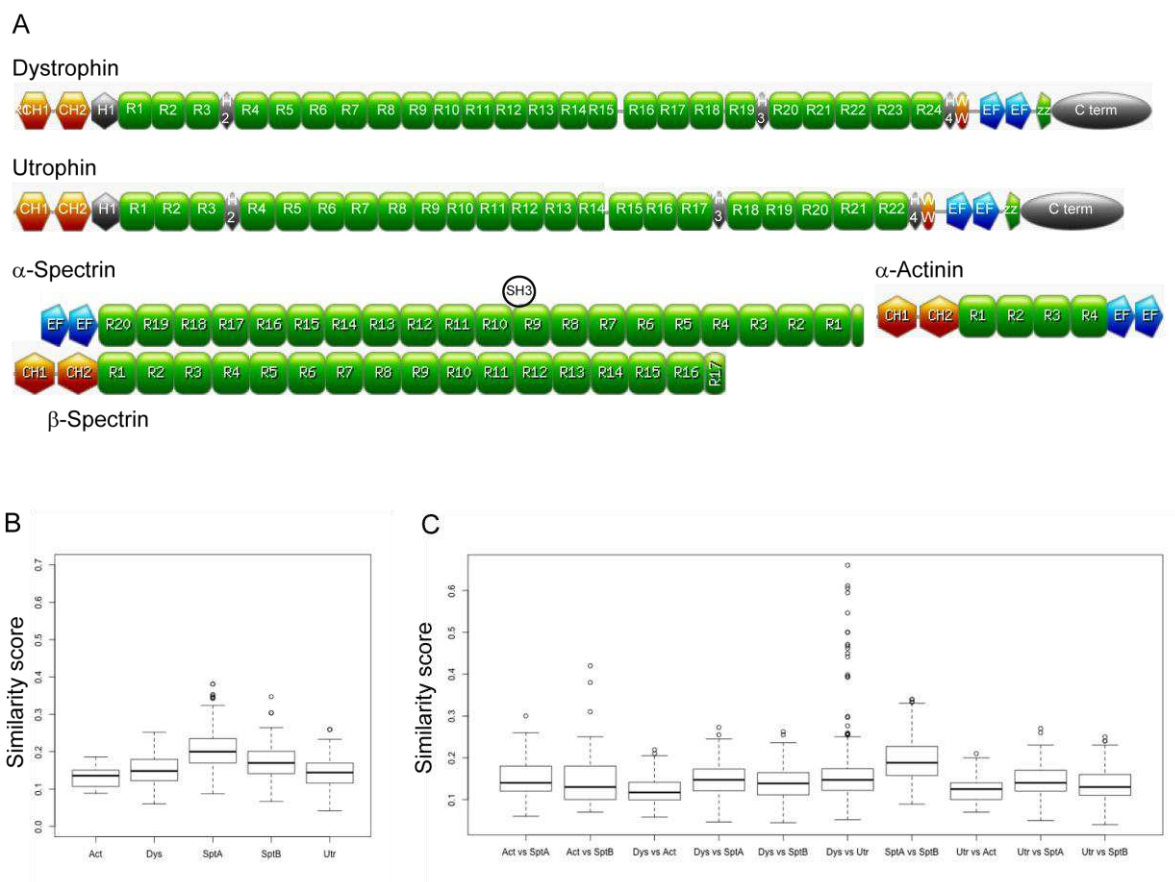 A
Dystrophin
CH1 CH2 H1 R1 R2 R3 H2 R4 R5 R6 R7 R8 R9 R10 R11 R12 R13 R14 R15 R16 R17 R18 R19 H3 R20 R21 R22 R23 R24 H4 WW EF EF ZZ C term
Utrophin
CH1 CH2 H1 R1 R2 R3 H2 R4 R5 R6 R7 R8 R9 R10 R11 R12 R13 R14 R15 R16 R17 H3 R18 R19 R20 R21 R22 H4 WW EF EF ZZ C term
α-Spectrin
SH3
EF EF R20 R19 R18 R17 R16 R15 R14 R13 R12 R11 R10 R9 R8 R7 R6 R5 R4 R3 R2 R1
CH1 CH2 R1 R2 R3 R4 R5 R6 R7 R8 R9 R10 R11 R12 R13 R14 R15 R16 R17
β-Spectrin
α-Actinin
CH1 CH2 R1 R2 R3 R4 EF EF
B
Similarity score
0.7
0.6
0.5
0.4
0.3
0.2
0.1
0.0
Act Dys SptA SptB Utr
C
Similarity score
0.6
0.5
0.4
0.3
0.2
0.1
Act vs SptA Act vs SptB Dys vs Act Dys vs SptA Dys vs SptB Dys vs Utr SptA vs SptB Utr vs Act Utr vs SptA Utr vs SptB